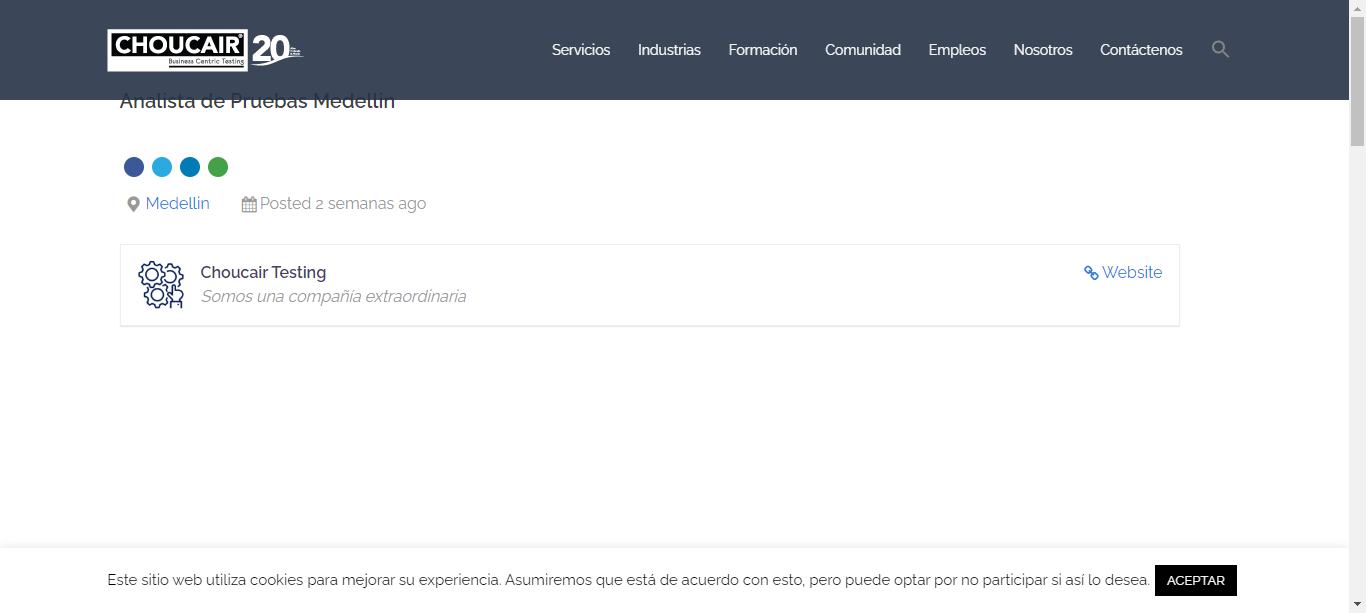 CHOUCAIR
Business Centric Testing
20
Servicios
Industrias
Formación
Comunidad
Empleos
Nosotros
Contáctenos
Analista de Pruebas Medellin
Medellin
Posted 2 semanas ago
Choucair Testing
Website
Somos una compañía extraordinaria
Este sitio web utiliza cookies para mejorar su experiencia. Asumiremos que está de acuerdo con esto, pero puede optar por no participar si así lo desea.
ACEPTAR